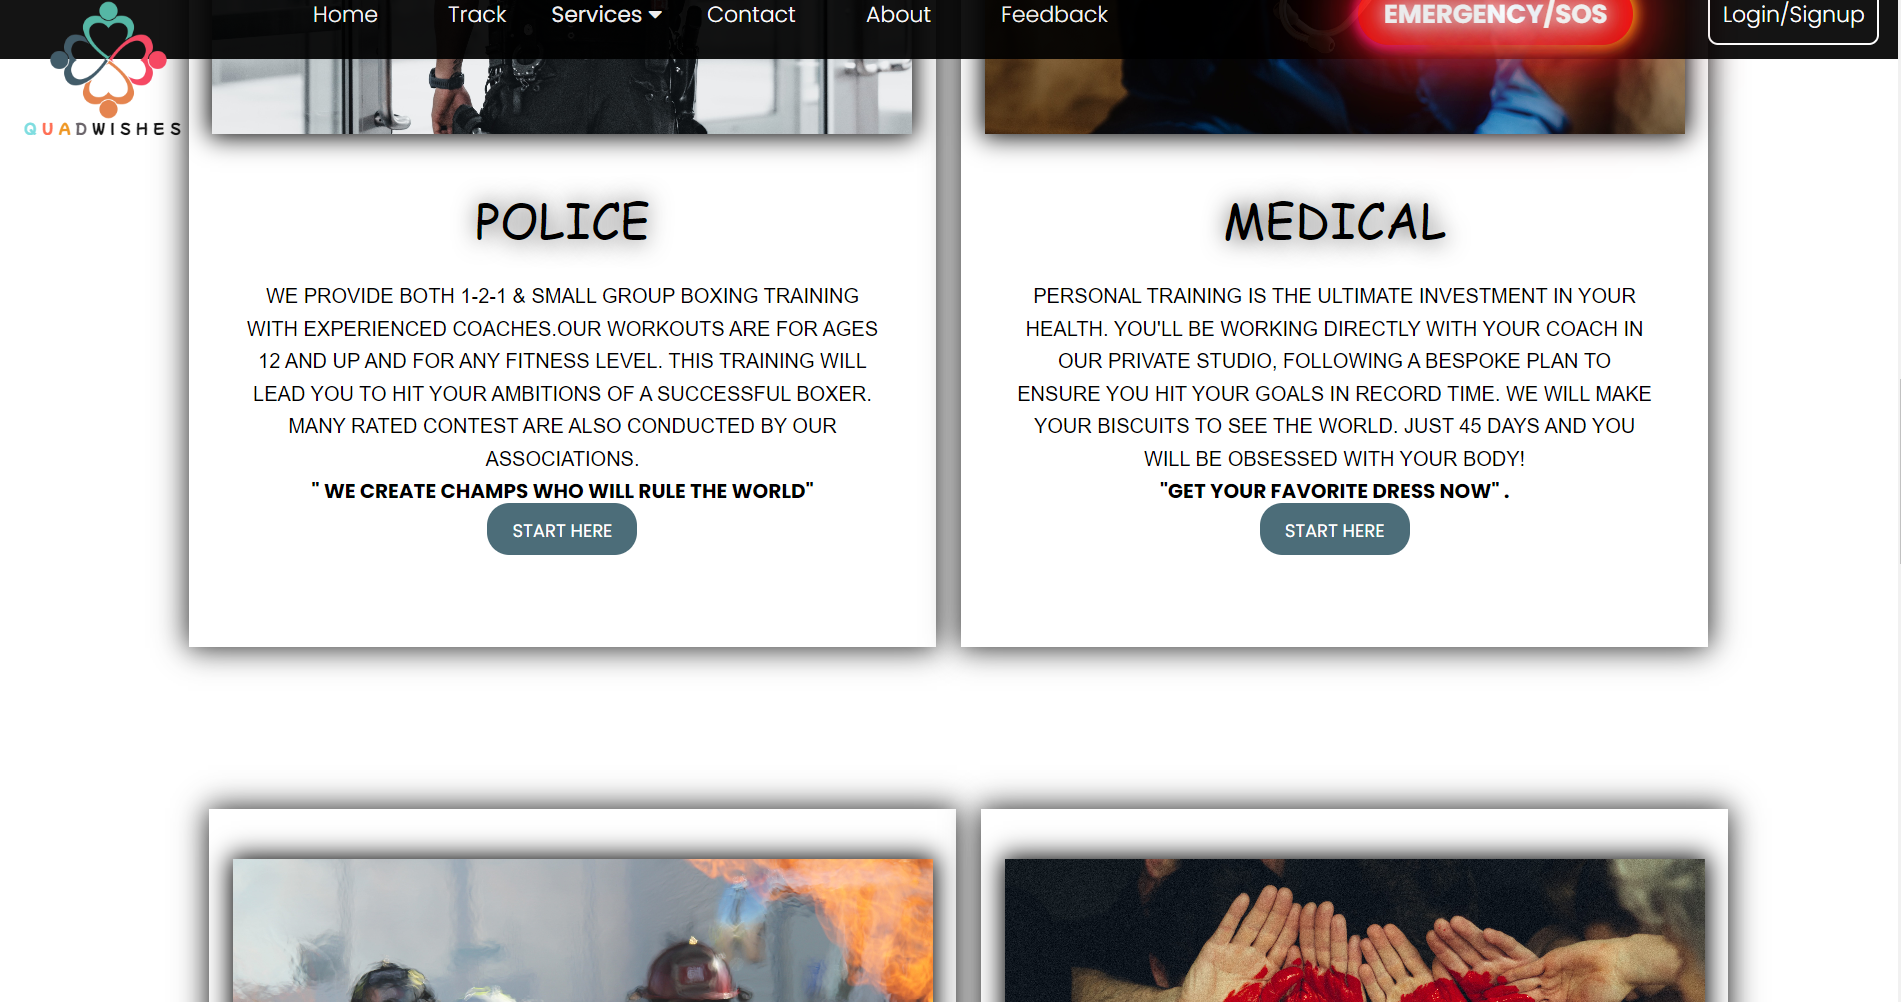 Home Track Services Contact About Feedback EMERGENCY/SOS Login/Signup
QUADWISHES
POLICE
WE PROVIDE BOTH 1-2-1 & SMALL GROUP BOXING TRAINING
WITH EXPERIENCED COACHES.OUR WORKOUTS ARE FOR AGES
12 AND UP AND FOR ANY FITNESS LEVEL. THIS TRAINING WILL
LEAD YOU TO HIT YOUR AMBITIONS OF A SUCCESSFUL BOXER.
MANY RATED CONTEST ARE ALSO CONDUCTED BY OUR
ASSOCIATIONS.
" WE CREATE CHAMPS WHO WILL RULE THE WORLD"
START HERE
MEDICAL
PERSONAL TRAINING IS THE ULTIMATE INVESTMENT IN YOUR
HEALTH. YOU'LL BE WORKING DIRECTLY WITH YOUR COACH IN
OUR PRIVATE STUDIO, FOLLOWING A BESPOKE PLAN TO
ENSURE YOU HIT YOUR GOALS IN RECORD TIME. WE WILL MAKE
YOUR BISCUITS TO SEE THE WORLD. JUST 45 DAYS AND YOU
WILL BE OBSESSED WITH YOUR BODY!
"GET YOUR FAVORITE DRESS NOW" .
START HERE